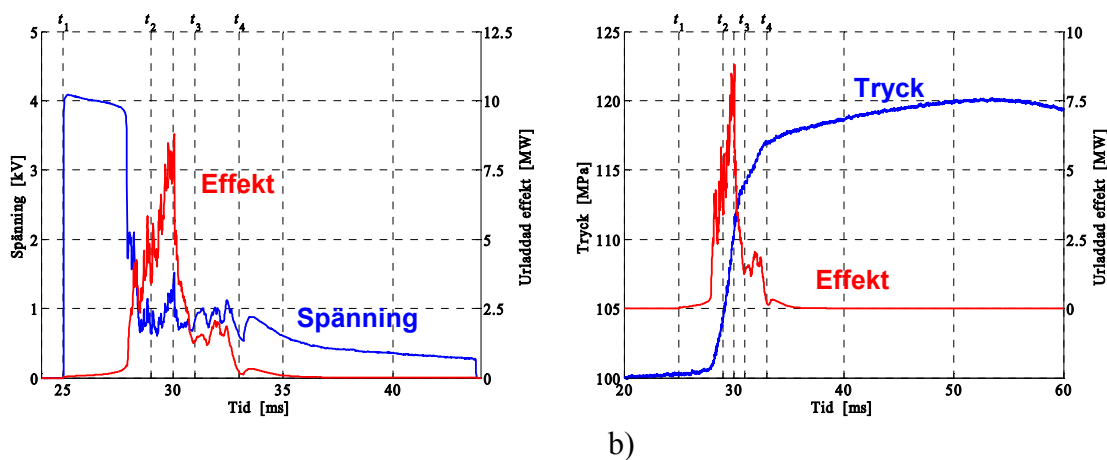 t1 t2 t3 t4
5
4
3
2
1
0
Spänning [kV]
12.5
10
7.5
5
2.5
0
Urladdad effekt [MW]
Effekt
Spänning
25 30 35 40
Tid [ms]
t1 t2 t3 t4
125
120
115
110
105
100
Tryck [MPa]
10
7.5
5
2.5
0
Urladdad effekt [MW]
Tryck
Effekt
20 30 40 50 60
Tid [ms]
b)